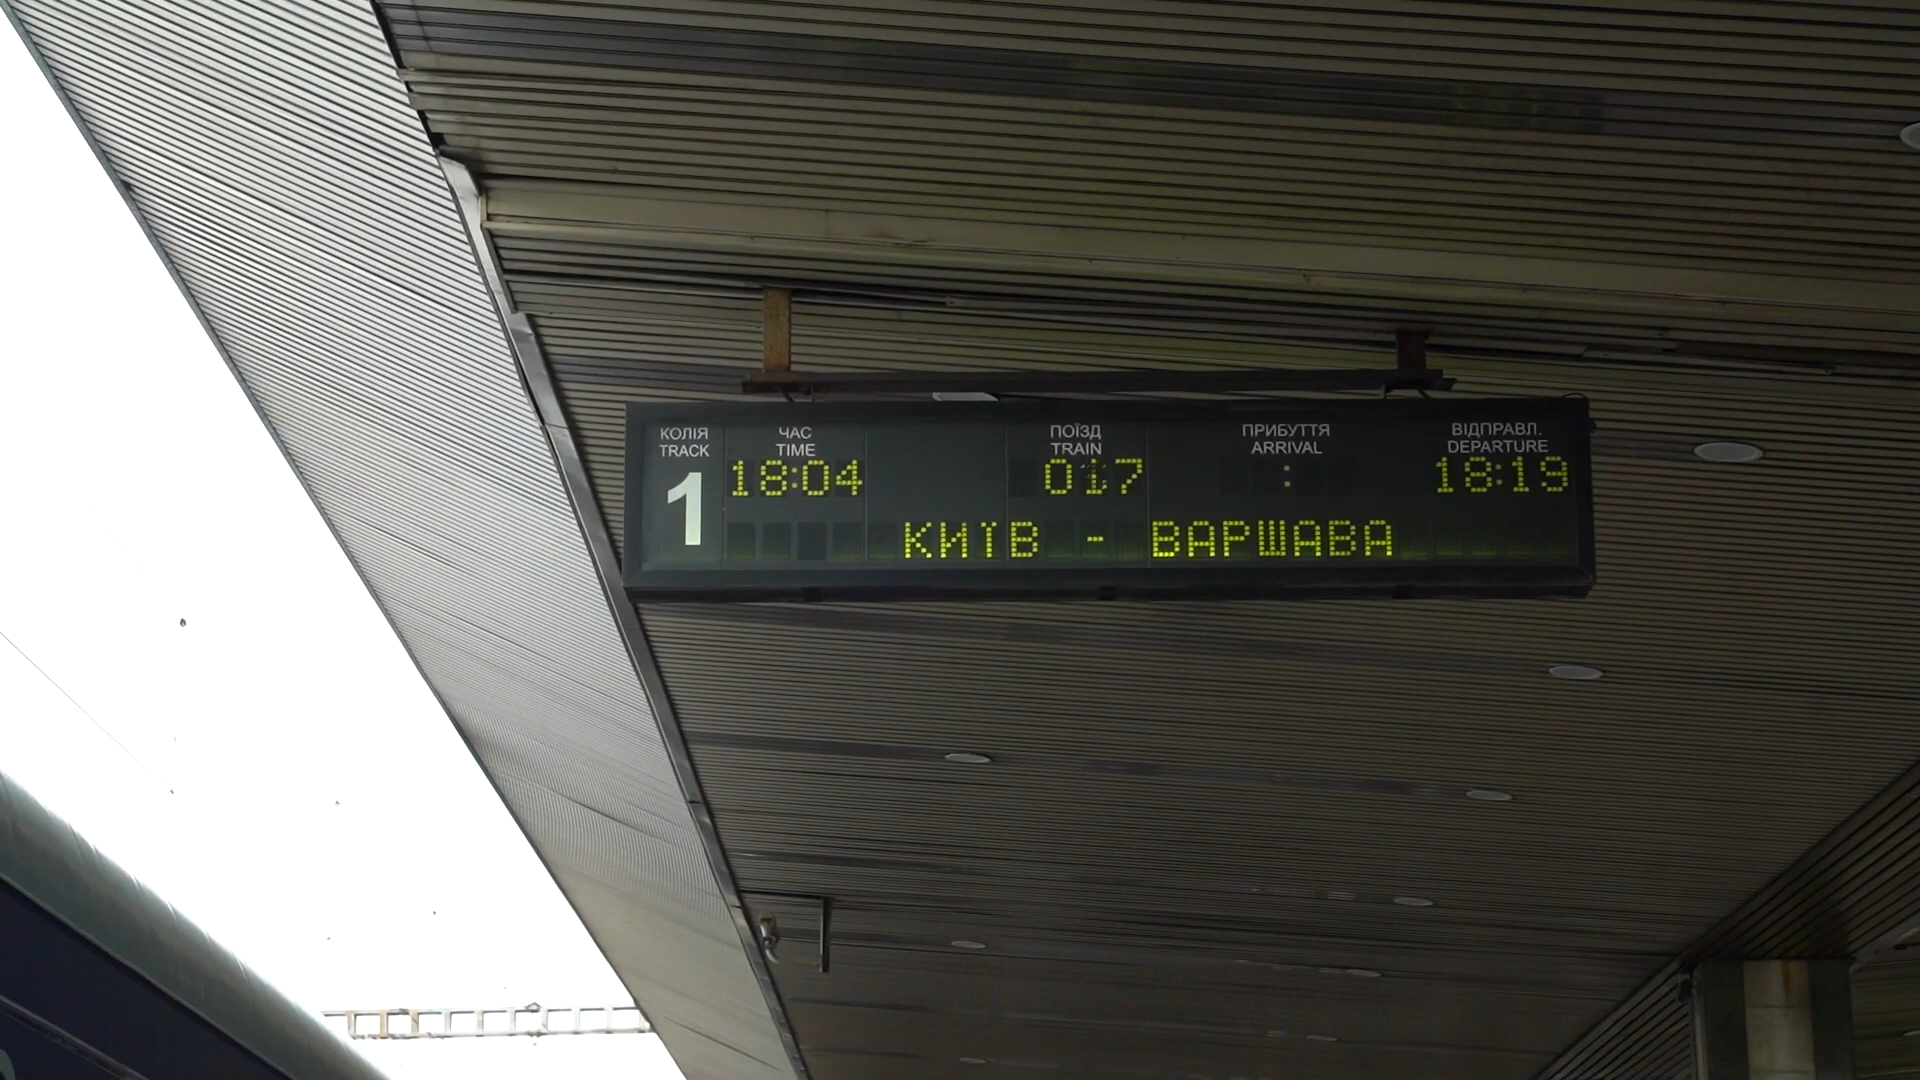 КОЛІЯ ЧАС ПОЇЗД ПРИБУТТЯ ВІДПРАВЛ.
TRACK TIME TRAIN ARRIVAL DEPARTURE
1 18:04 017 : 18:19
КИЇВ - ВАРШАВА